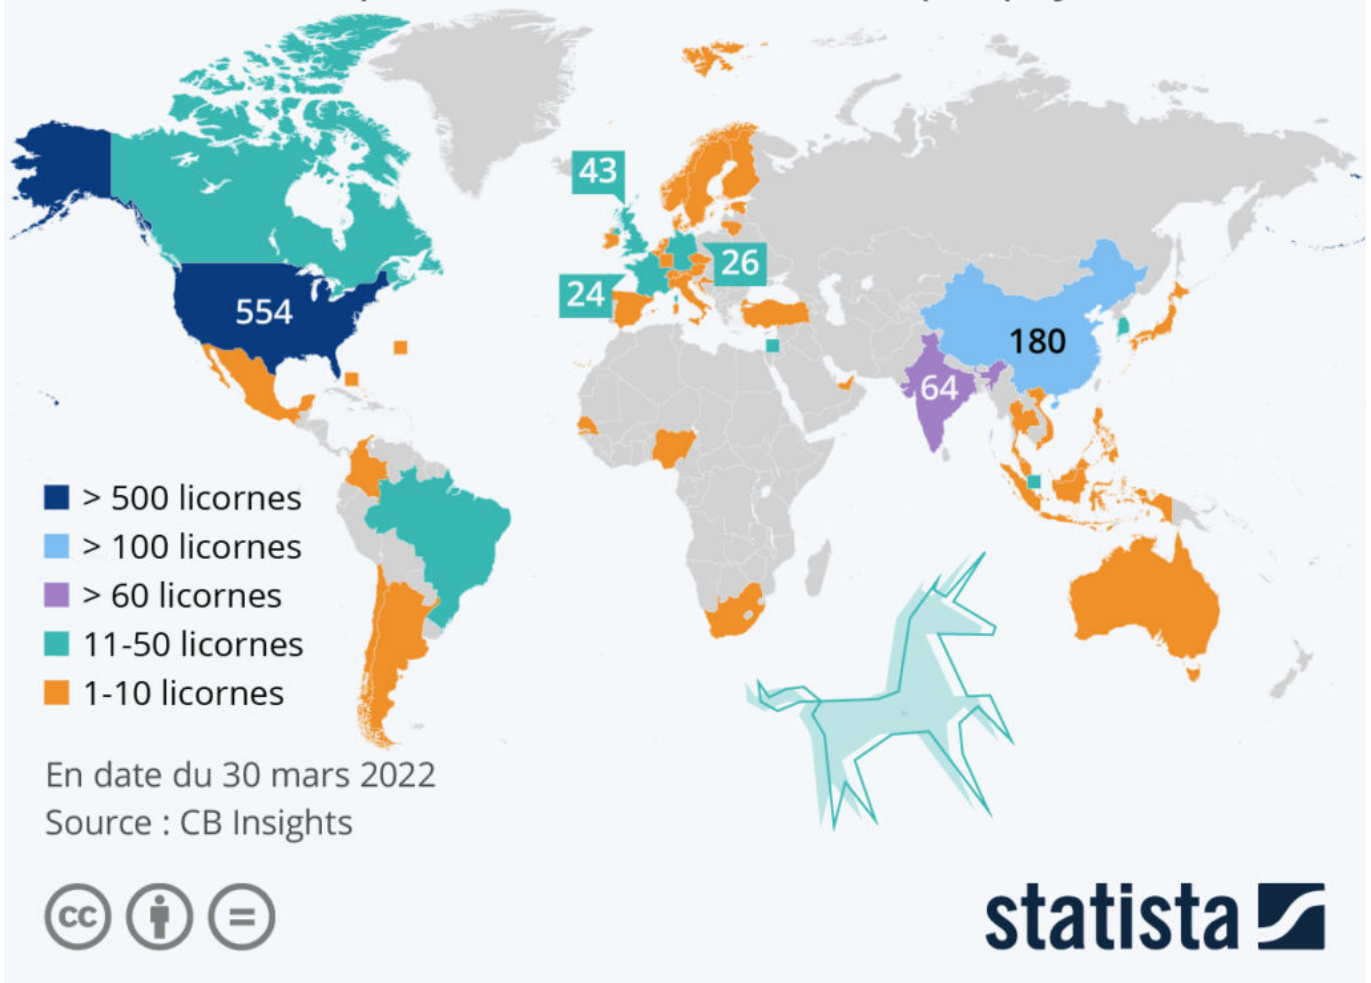 43
26
24
554
180
64
> 500 licornes
> 100 licornes
> 60 licornes
11-50 licornes
1-10 licornes
En date du 30 mars 2022
Source : CB Insights
cc
=
statista